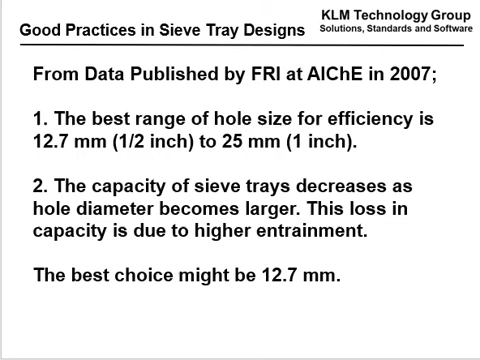 KLM Technology Group
Good Practices in Sieve Tray Designs
Solutions, Standards and Software
From Data Published by FRI at AIChE in 2007;
1. The best range of hole size for efficiency is
12.7 mm (1/2 inch) to 25 mm (1 inch).
2. The capacity of sieve trays decreases as
hole diameter becomes larger. This loss in
capacity is due to higher entrainment.
The best choice might be 12.7 mm.